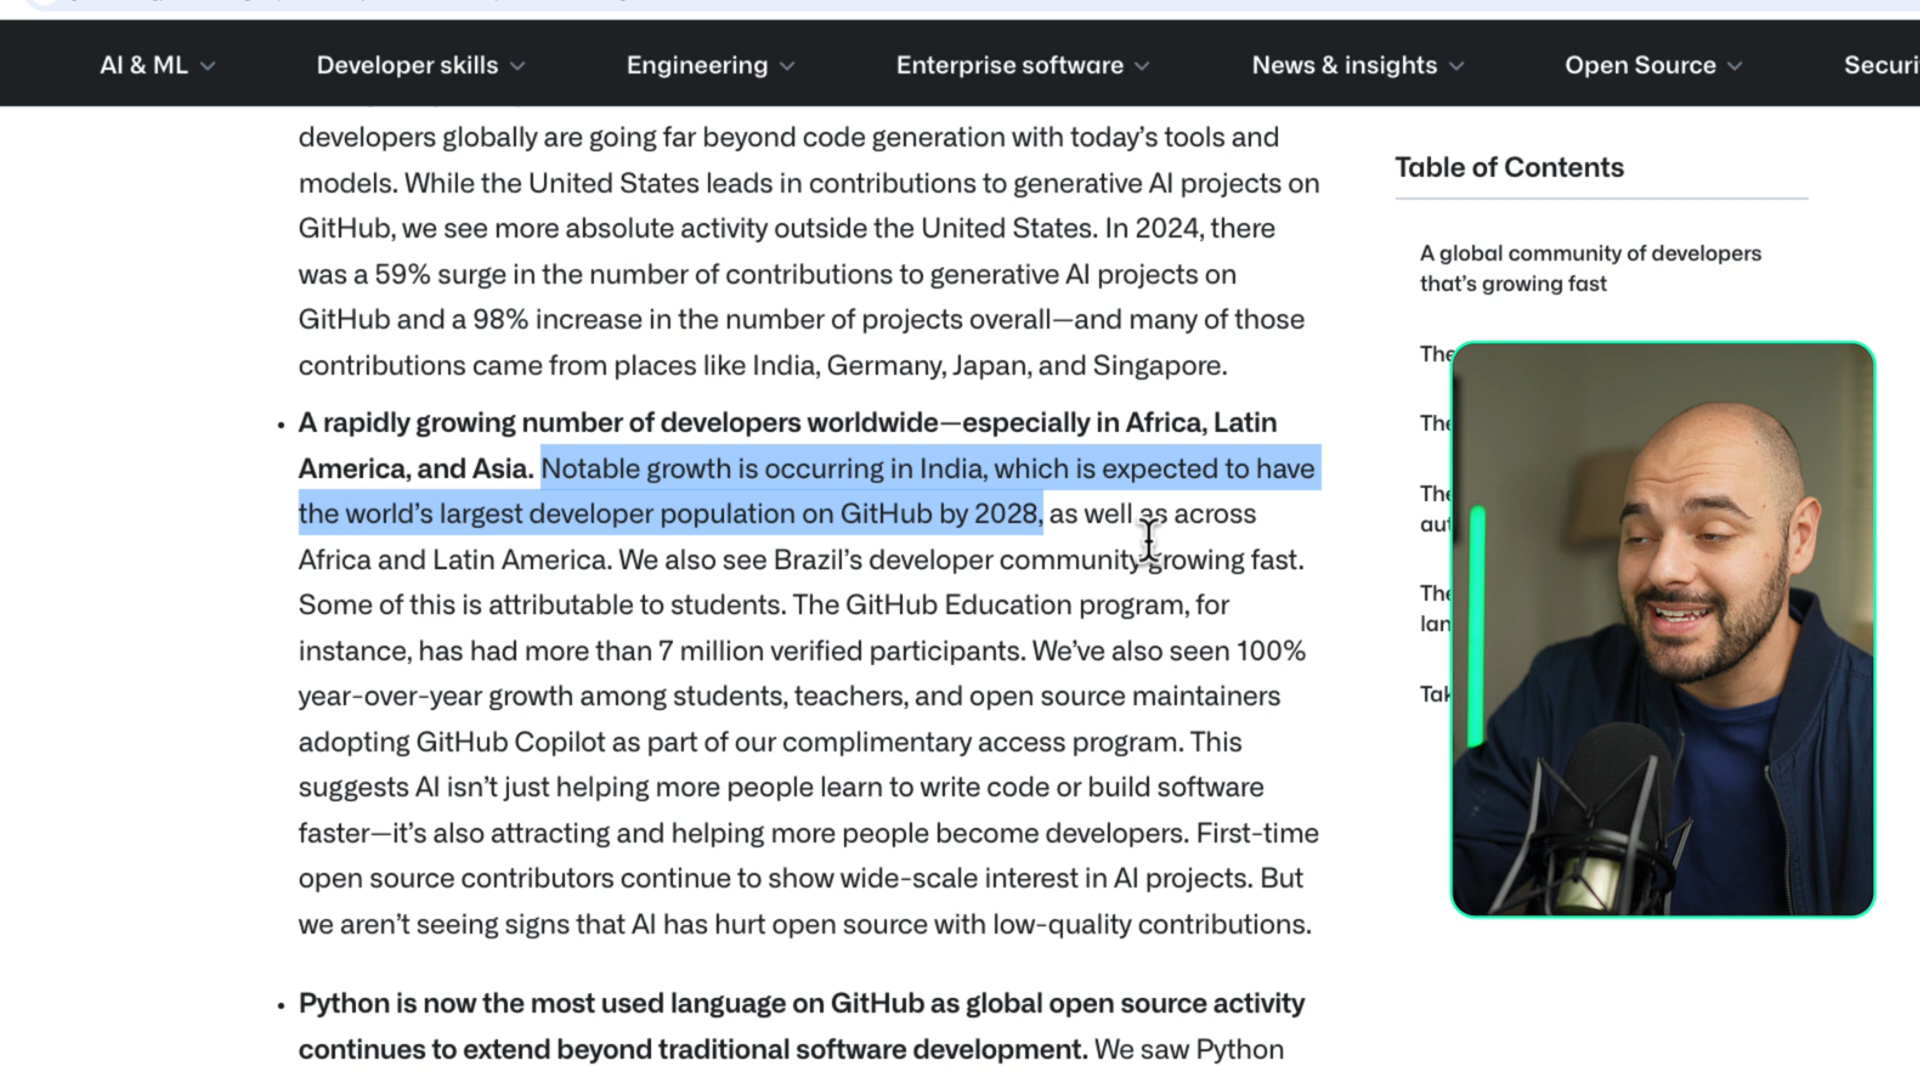 AI & ML
Developer skills
Engineering
Enterprise software
News & insights
Open Source
Securi
developers globally are going far beyond code generation with today's tools and
models. While the United States leads in contributions to generative AI projects on
GitHub, we see more absolute activity outside the United States. In 2024, there
was a 59% surge in the number of contributions to generative AI projects on
GitHub and a 98% increase in the number of projects overall—and many of those
contributions came from places like India, Germany, Japan, and Singapore.
• A rapidly growing number of developers worldwide—especially in Africa, Latin
America, and Asia. Notable growth is occurring in India, which is expected to have
the world's largest developer population on GitHub by 2028, as well as across
Africa and Latin America. We also see Brazil's developer community growing fast.
Some of this is attributable to students. The GitHub Education program, for
instance, has had more than 7 million verified participants. We've also seen 100%
year-over-year growth among students, teachers, and open source maintainers
adopting GitHub Copilot as part of our complimentary access program. This
suggests AI isn't just helping more people learn to write code or build software
faster—it's also attracting and helping more people become developers. First-time
open source contributors continue to show wide-scale interest in AI projects. But
we aren't seeing signs that AI has hurt open source with low-quality contributions.
• Python is now the most used language on GitHub as global open source activity
continues to extend beyond traditional software development. We saw Python
Table of Contents
A global community of developers
that's growing fast
The
The
The
aut
The
lan
Tak